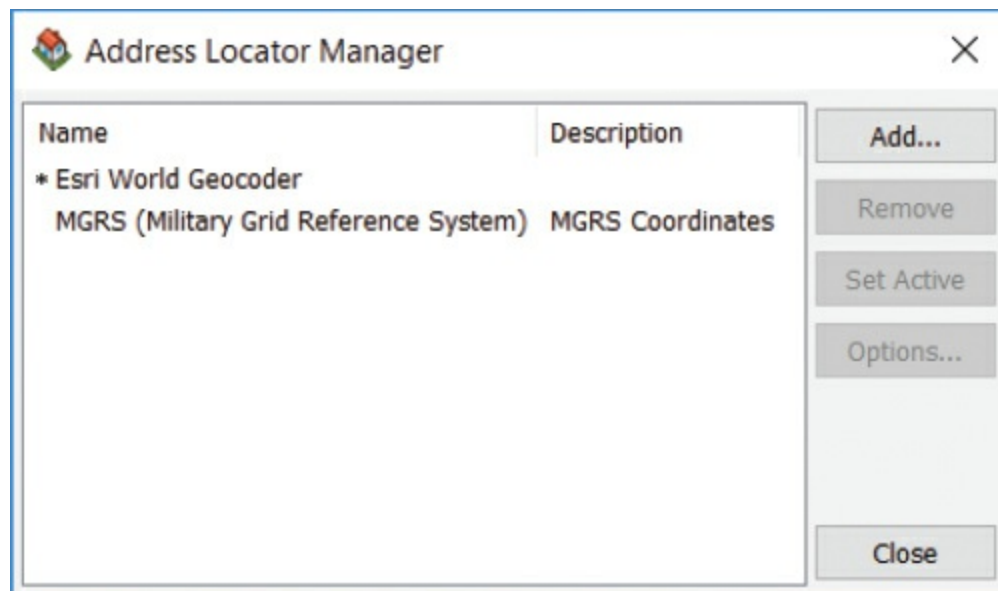 Address Locator Manager
Name Description
* Esri World Geocoder
MGRS (Military Grid Reference System) MGRS Coordinates
Add...
Remove
Set Active
Options...
Close